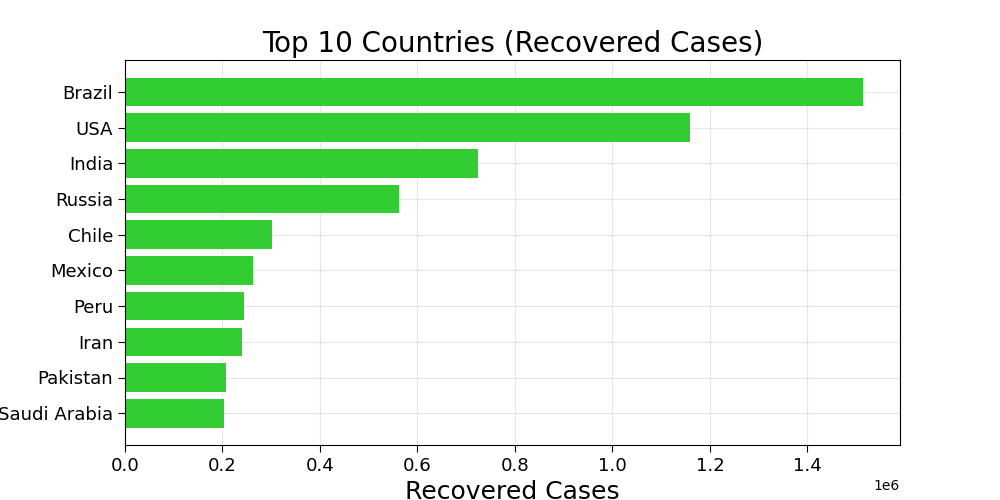 Top 10 Countries (Recovered Cases)
Brazil
USA
India
Russia
Chile
Mexico
Peru
Iran
Pakistan
Saudi Arabia
0.0 0.2 0.4 0.6 0.8 1.0 1.2 1.4
1e6
Recovered Cases